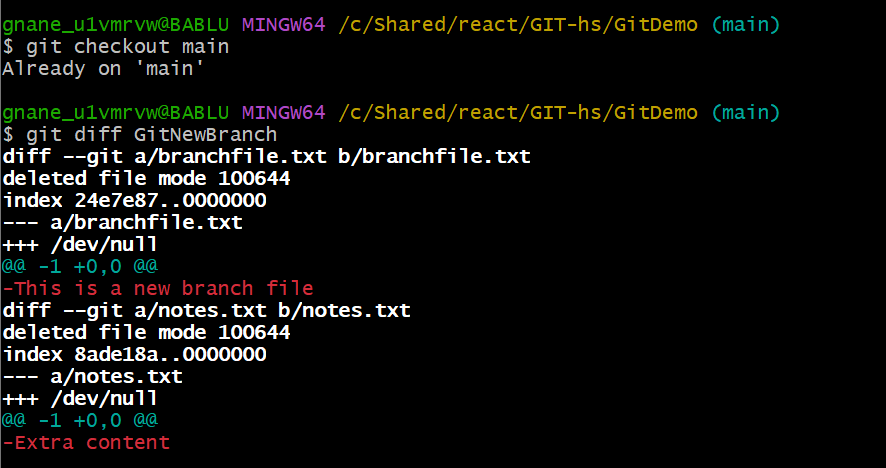 gnane_u1vmrvw@BABLU MINGW64 /c/Shared/react/GIT-hs/GitDemo (main)
$ git checkout main
Already on 'main'

gnane_u1vmrvw@BABLU MINGW64 /c/Shared/react/GIT-hs/GitDemo (main)
$ git diff GitNewBranch
diff --git a/branchfile.txt b/branchfile.txt
deleted file mode 100644
index 24e7e87..0000000
--- a/branchfile.txt
+++ /dev/null
@@ -1 +0,0 @@
-This is a new branch file
diff --git a/notes.txt b/notes.txt
deleted file mode 100644
index 8ade18a..0000000
--- a/notes.txt
+++ /dev/null
@@ -1 +0,0 @@
-Extra content